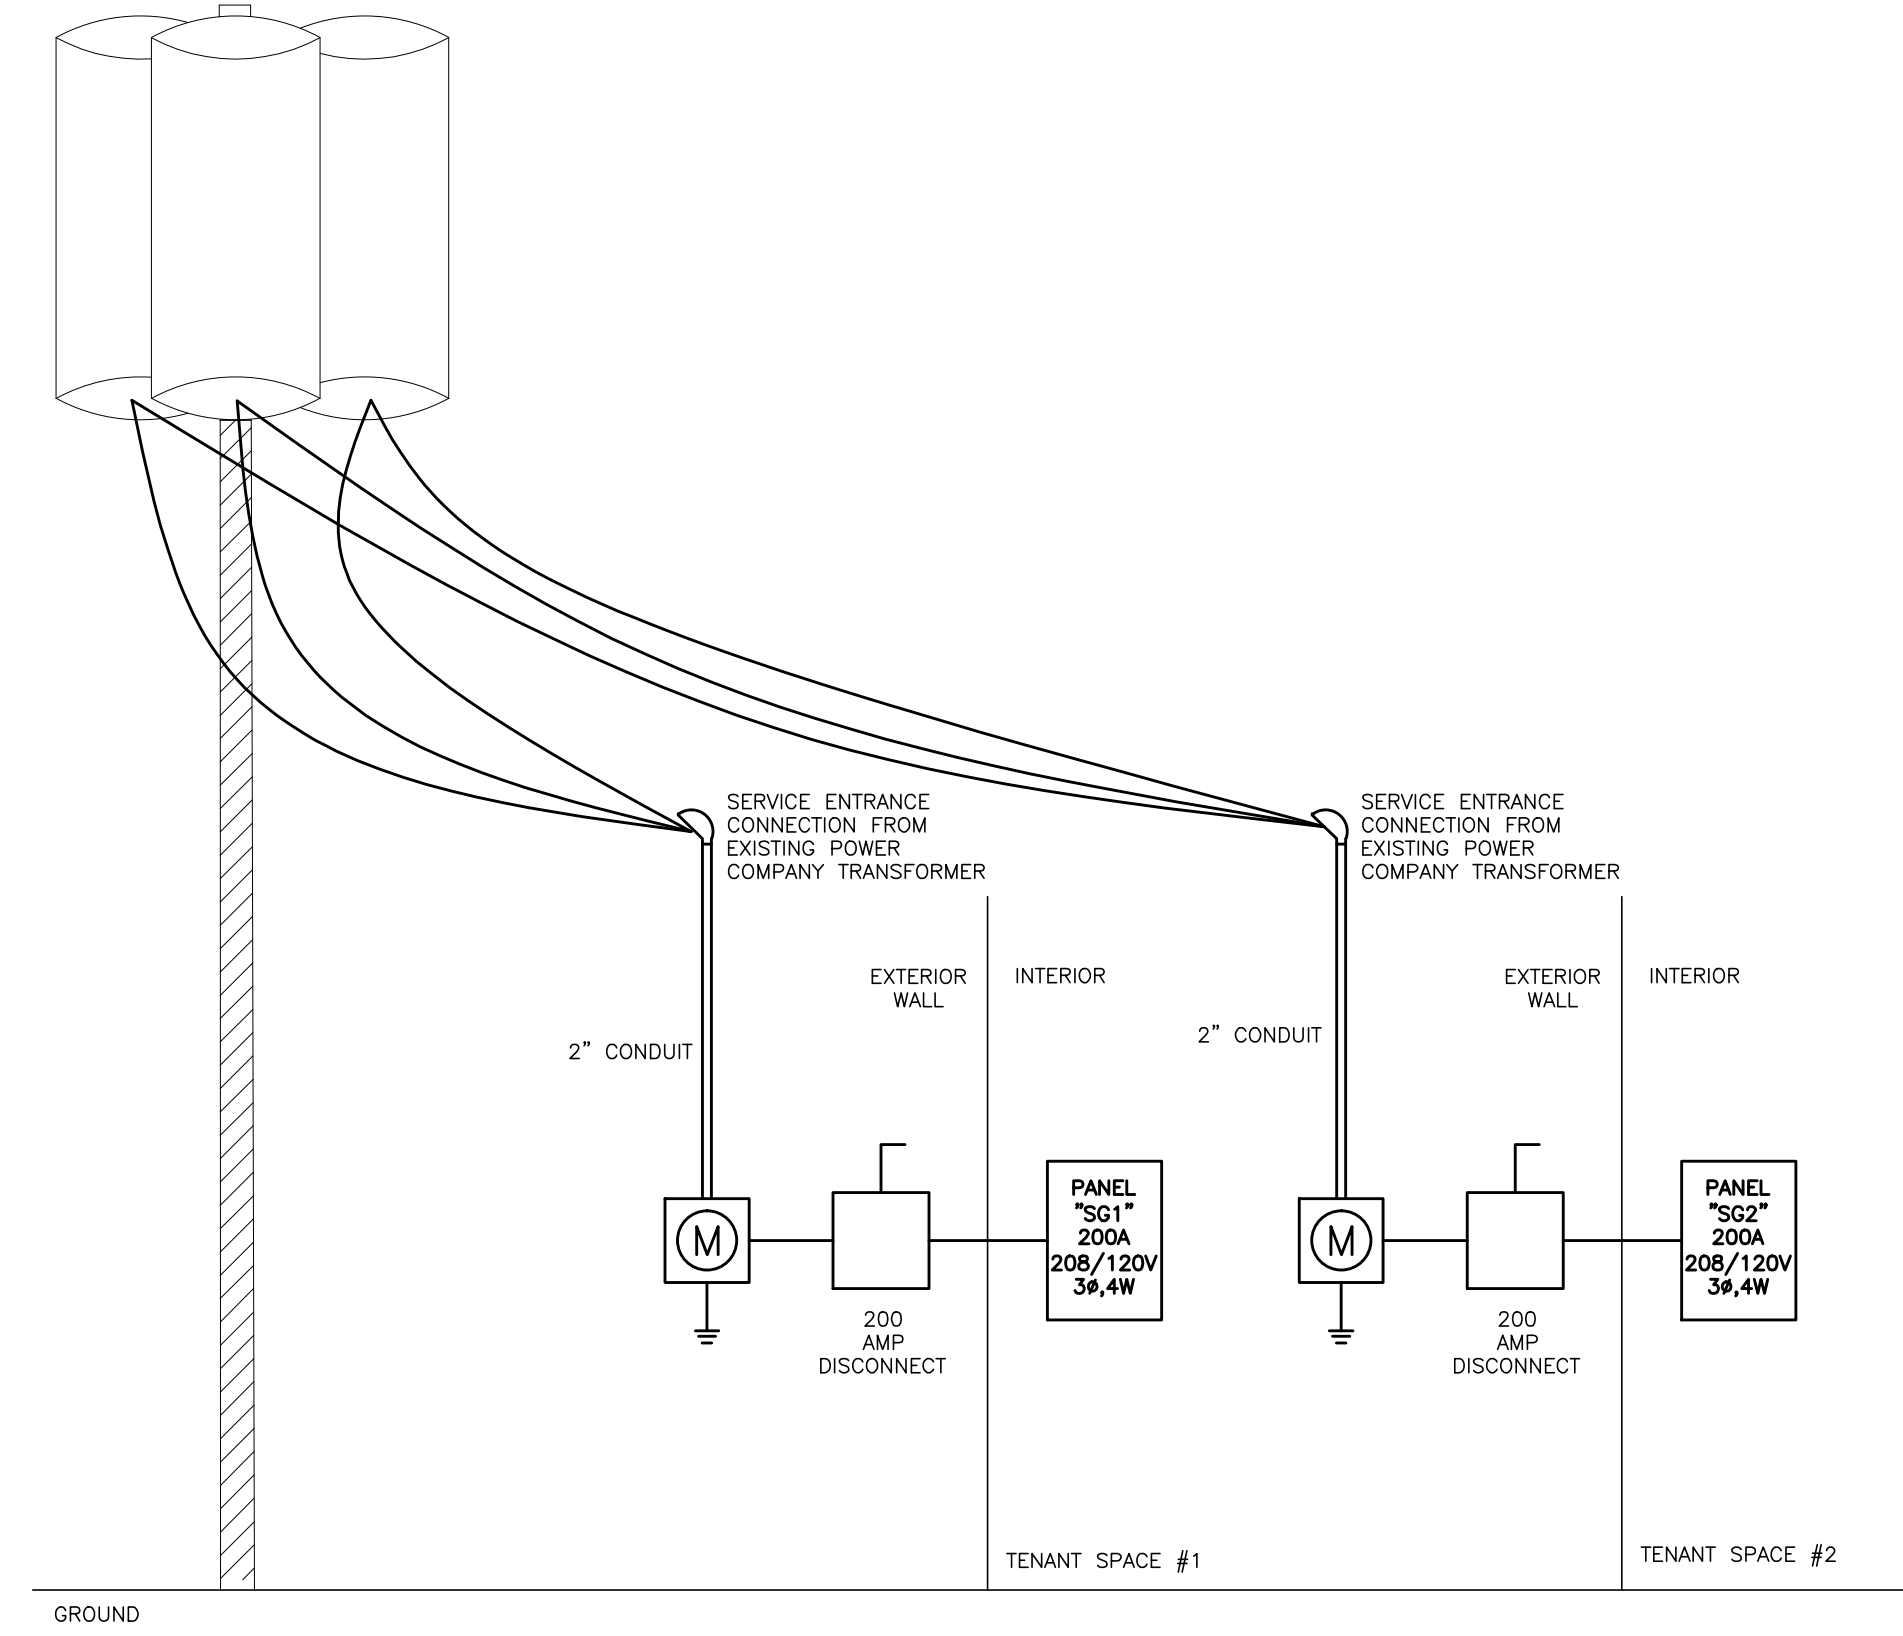 SERVICE ENTRANCE
CONNECTION FROM
EXISTING POWER
COMPANY TRANSFORMER
EXTERIOR
WALL
INTERIOR
2" CONDUIT
M
200
AMP
DISCONNECT
PANEL
"SG1"
200A
208/120V
3ø,4W
TENANT SPACE #1
SERVICE ENTRANCE
CONNECTION FROM
EXISTING POWER
COMPANY TRANSFORMER
EXTERIOR
WALL
INTERIOR
2" CONDUIT
M
200
AMP
DISCONNECT
PANEL
"SG2"
200A
208/120V
3ø,4W
TENANT SPACE #2
GROUND